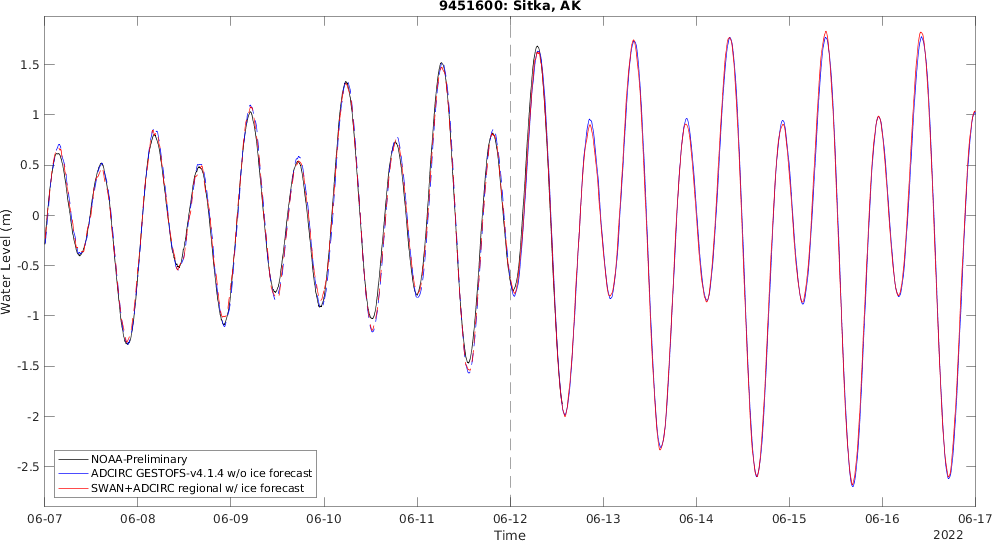 9451600: Sitka, AK
Water Level (m)
1.5
1
0.5
0
-0.5
-1
-1.5
-2
-2.5
NOAA-Preliminary
ADCIRC GESTOFS-v4.1.4 w/o ice forecast
SWAN+ADCIRC regional w/ ice forecast
06-07 06-08 06-09 06-10 06-11 06-12 06-13 06-14 06-15 06-16 06-17
Time
2022